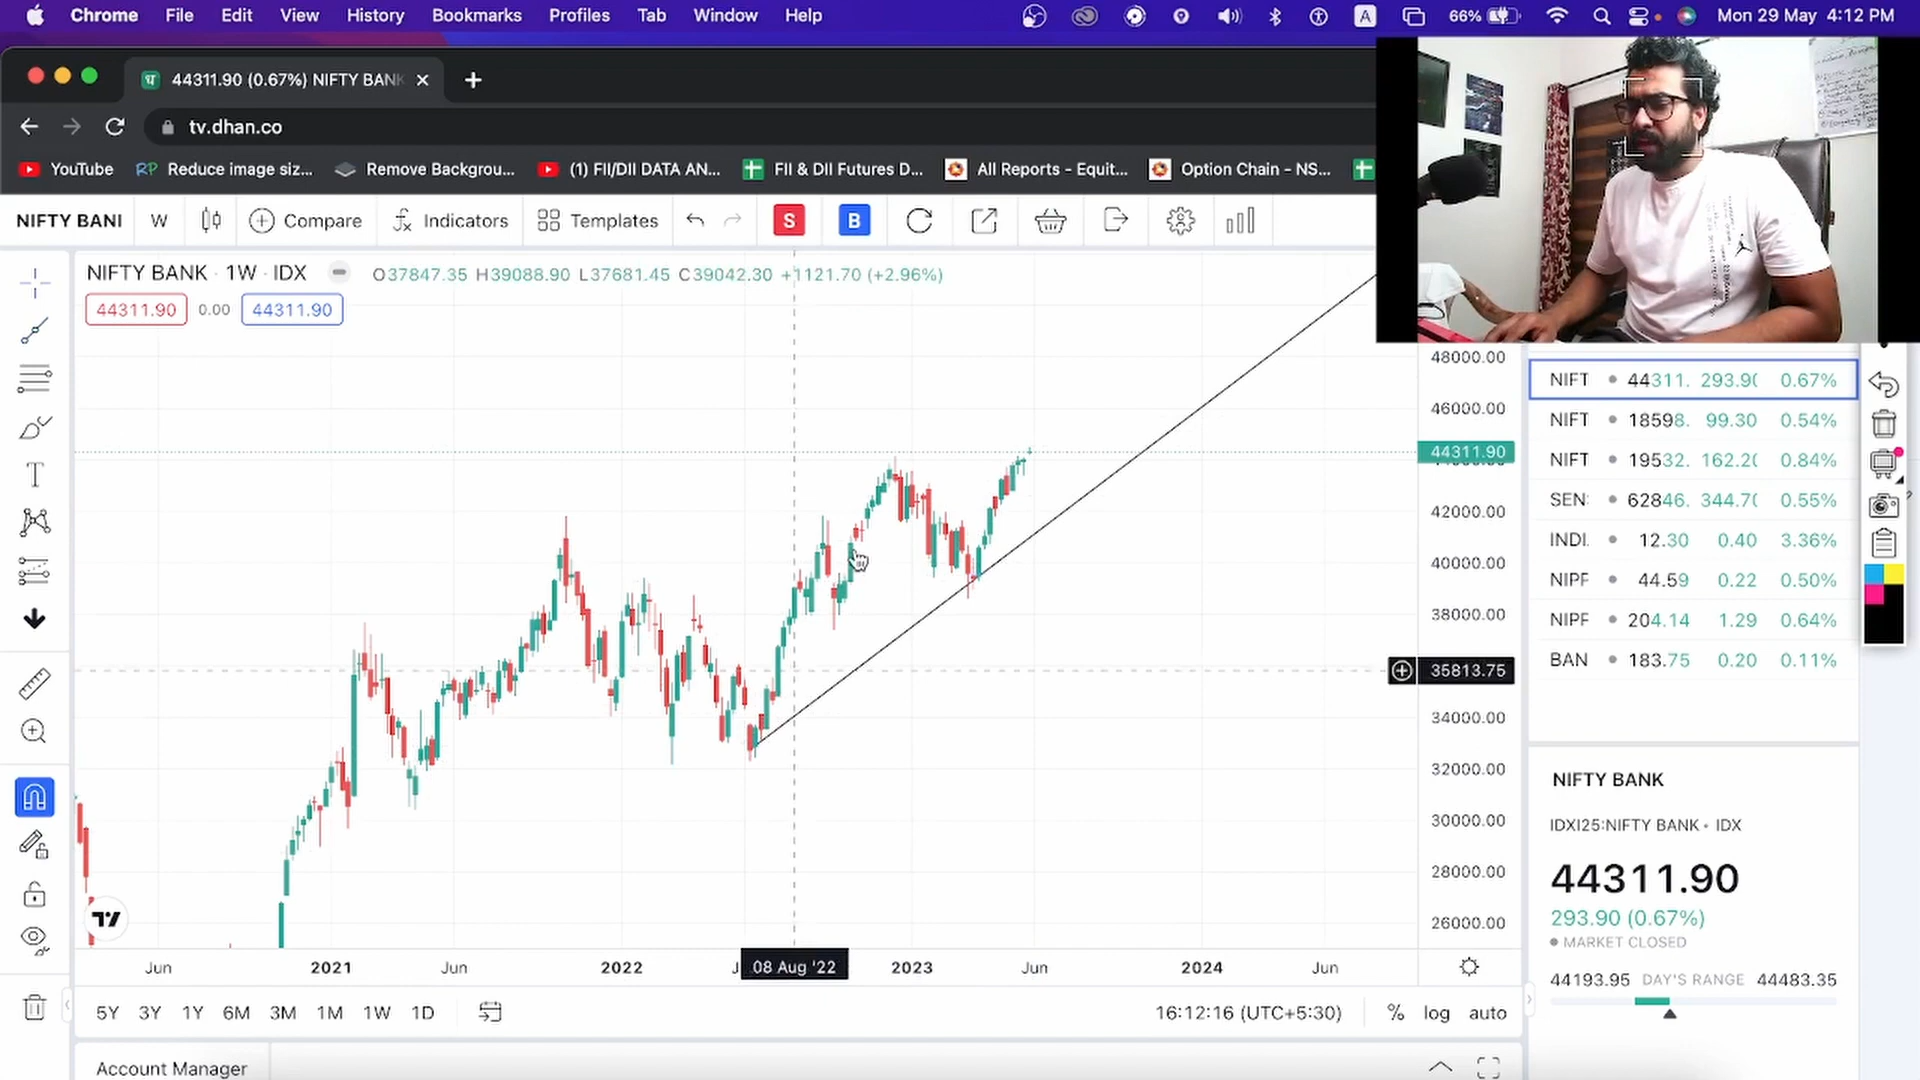 Chrome File Edit View History Bookmarks Profiles Tab Window Help A 66% Mon 29 May 4:12 PM
44311.90 (0.67%) NIFTY BANK
tv.dhan.co
YouTube RP Reduce image siz... Remove Backgrou... (1) FII/DII DATA AN... FII & DII Futures D... All Reports - Equit... Option Chain - NS...
NIFTY BANI W Compare Indicators Templates S B
NIFTY BANK · 1W · IDX O37847.35 H39088.90 L37681.45 C39042.30 +1121.70 (+2.96%)
44311.90 0.00 44311.90
48000.00
46000.00
44311.90
42000.00
40000.00
38000.00
35813.75
34000.00
32000.00
30000.00
28000.00
26000.00
Jun 2021 Jun 2022 08 Aug '22 2023 Jun 2024 Jun
5Y 3Y 1Y 6M 3M 1M 1W 1D 16:12:16 (UTC+5:30) % log auto
Account Manager
NIFT 44311. 293.90 0.67%
NIFT 18598. 99.30 0.54%
NIFT 19532. 162.20 0.84%
SEN: 62846. 344.70 0.55%
INDI. 12.30 0.40 3.36%
NIPF 44.59 0.22 0.50%
NIPF 204.14 1.29 0.64%
BAN 183.75 0.20 0.11%
NIFTY BANK
IDXI25:NIFTY BANK • IDX
44311.90
293.90 (0.67%)
MARKET CLOSED
44193.95 DAY'S RANGE 44483.35